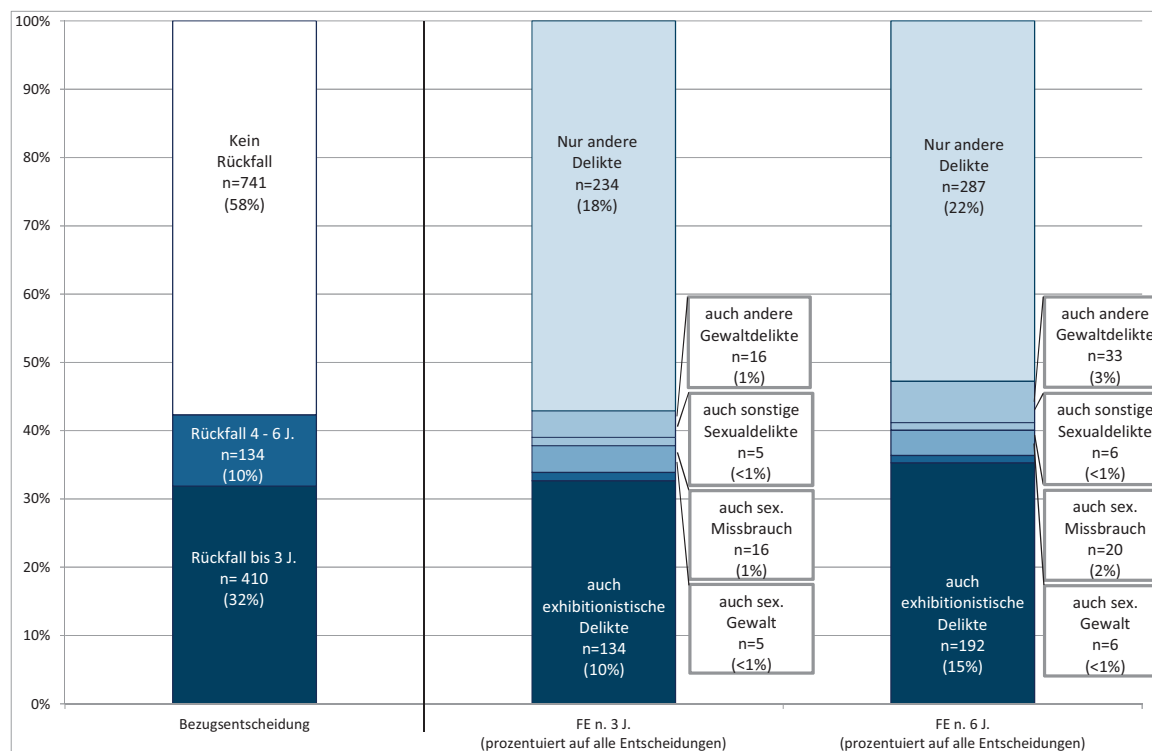 100%
90%
80%
70%
60%
50%
40%
30%
20%
10%
0%
Kein
Rückfall
n=741
(58%)
Rückfall 4 - 6 J.
n=134
(10%)
Rückfall bis 3 J.
n= 410
(32%)
Nur andere
Delikte
n=234
(18%)
auch andere
Gewaltdelikte
n=16
(1%)
auch sonstige
Sexualdelikte
n=5
(<1%)
auch sex.
Missbrauch
n=16
(1%)
auch sex.
Gewalt
n=5
(<1%)
auch
exhibitionistische
Delikte
n=134
(10%)
Nur andere
Delikte
n=287
(22%)
auch andere
Gewaltdelikte
n=33
(3%)
auch sonstige
Sexualdelikte
n=6
(<1%)
auch sex.
Missbrauch
n=20
(2%)
auch sex.
Gewalt
n=6
(<1%)
auch
exhibitionistische
Delikte
n=192
(15%)
Bezugsentscheidung
FE n. 3 J.
(prozentuiert auf alle Entscheidungen)
FE n. 6 J.
(prozentuiert auf alle Entscheidungen)